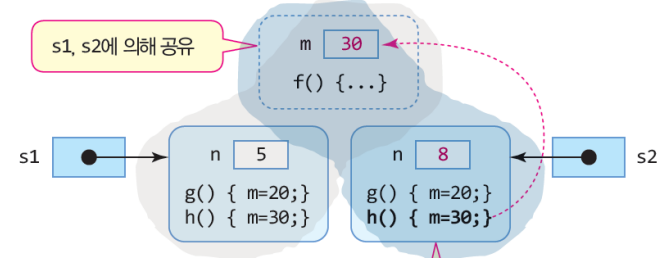 s1, s2에 의해 공유
m 30
f() {...}
s1
n 5
g() { m=20;}
h() { m=30;}
n 8
g() { m=20;}
h() { m=30;}
s2